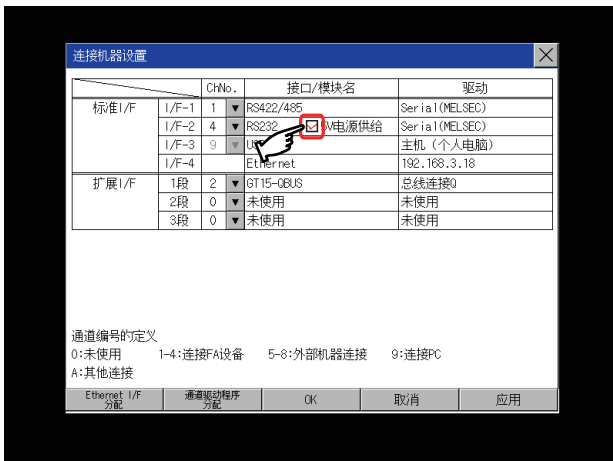 连接机器设置
ChNo. 接口/模块名 驱动
标准I/F I/F-1 1 ▼ RS422/485 Serial(MELSEC)
I/F-2 4 ▼ RS232 5V电源供给 Serial(MELSEC)
I/F-3 9 ▼ 主机（个人电脑）
I/F-4 Ethernet 192.168.3.18
扩展I/F 1段 2 ▼ GT15-QBUS 总线连接Q
2段 0 ▼ 未使用 未使用
3段 0 ▼ 未使用 未使用
通道编号的定义
0:未使用 1-4:连接FA设备 5-8:外部机器连接 9:连接PC
A:其他连接
Ethernet I/F 分配 通道驱动程序 分配 OK 取消 应用